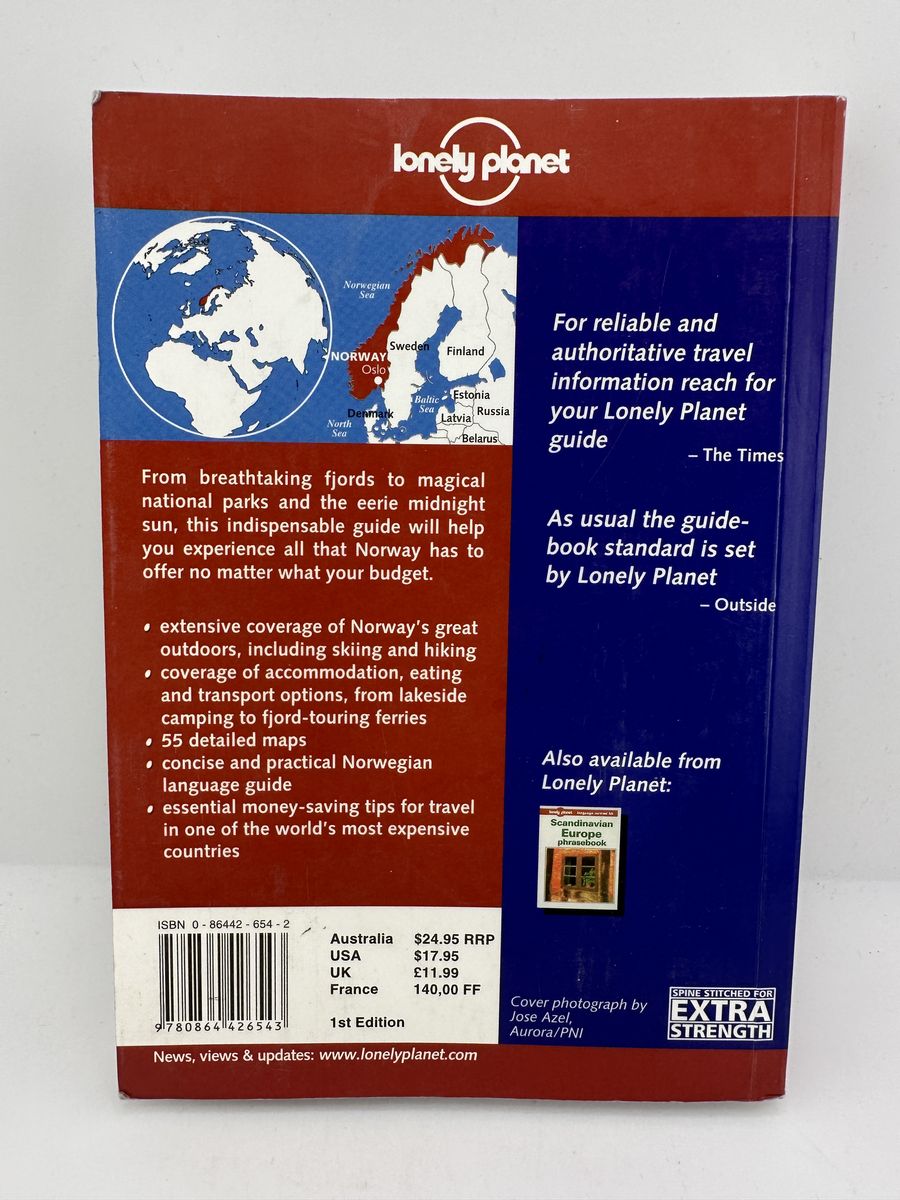 lonely planet
Norwegian
Sea
NORWAY
Oslo
Sweden
Finland
Baltic
Sea
Estonia
Russia
Latvia
Belarus
Denmark
North
Sea
From breathtaking fjords to magical
national parks and the eerie midnight
sun, this indispensable guide will help
you experience all that Norway has to
offer no matter what your budget.
• extensive coverage of Norway's great
outdoors, including skiing and hiking
• coverage of accommodation, eating
and transport options, from lakeside
camping to fjord-touring ferries
• 55 detailed maps
• concise and practical Norwegian
language guide
• essential money-saving tips for travel
in one of the world's most expensive
countries
For reliable and
authoritative travel
information reach for
your Lonely Planet
guide
– The Times
As usual the guide-
book standard is set
by Lonely Planet
– Outside
Also available from
Lonely Planet:
lonely planet
Scandinavian
Europe
phrasebook
ISBN 0 - 86442 - 654 - 2
9 780864 426543
Australia $24.95 RRP
USA $17.95
UK £11.99
France 140,00 FF
1st Edition
Cover photograph by
Jose Azel,
Aurora/PNI
SPINE STITCHED FOR
EXTRA
STRENGTH
News, views & updates: www.lonelyplanet.com